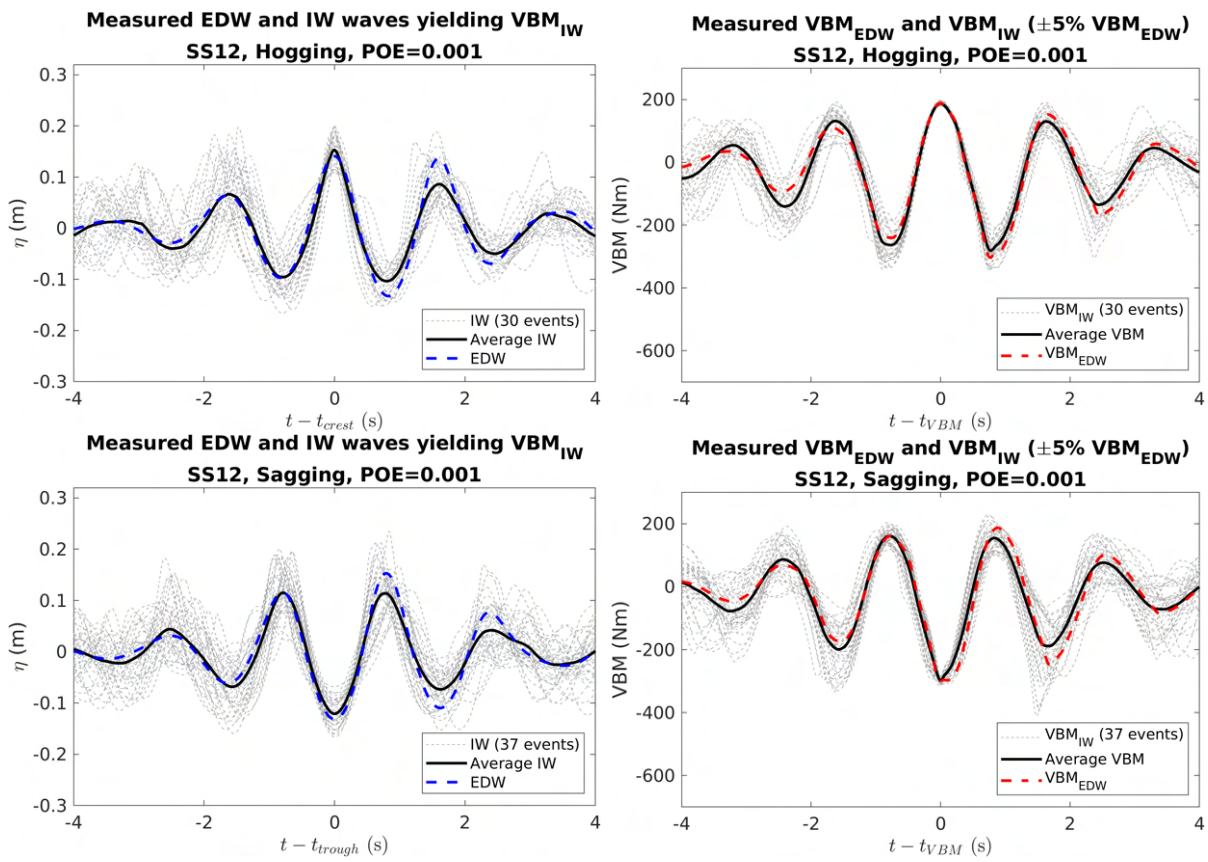 Measured EDW and IW waves yielding VBM_IW
SS12, Hogging, POE=0.001
0.3
0.2
0.1
0
-0.1
-0.2
-0.3
η (m)
IW (30 events)
Average IW
EDW
-4 -2 0 2 4
t − t_crest (s)
Measured VBM_EDW and VBM_IW (±5% VBM_EDW)
SS12, Hogging, POE=0.001
200
0
-200
-400
-600
VBM (Nm)
VBM_IW (30 events)
Average VBM
VBM_EDW
-4 -2 0 2 4
t − t_VBM (s)
Measured EDW and IW waves yielding VBM_IW
SS12, Sagging, POE=0.001
0.3
0.2
0.1
0
-0.1
-0.2
-0.3
η (m)
IW (37 events)
Average IW
EDW
-4 -2 0 2 4
t − t_trough (s)
Measured VBM_EDW and VBM_IW (±5% VBM_EDW)
SS12, Sagging, POE=0.001
200
0
-200
-400
-600
VBM (Nm)
VBM_IW (37 events)
Average VBM
VBM_EDW
-4 -2 0 2 4
t − t_VBM (s)